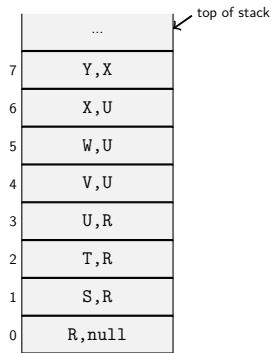 top of stack
...
7 Y,X
6 X,U
5 W,U
4 V,U
3 U,R
2 T,R
1 S,R
0 R,null